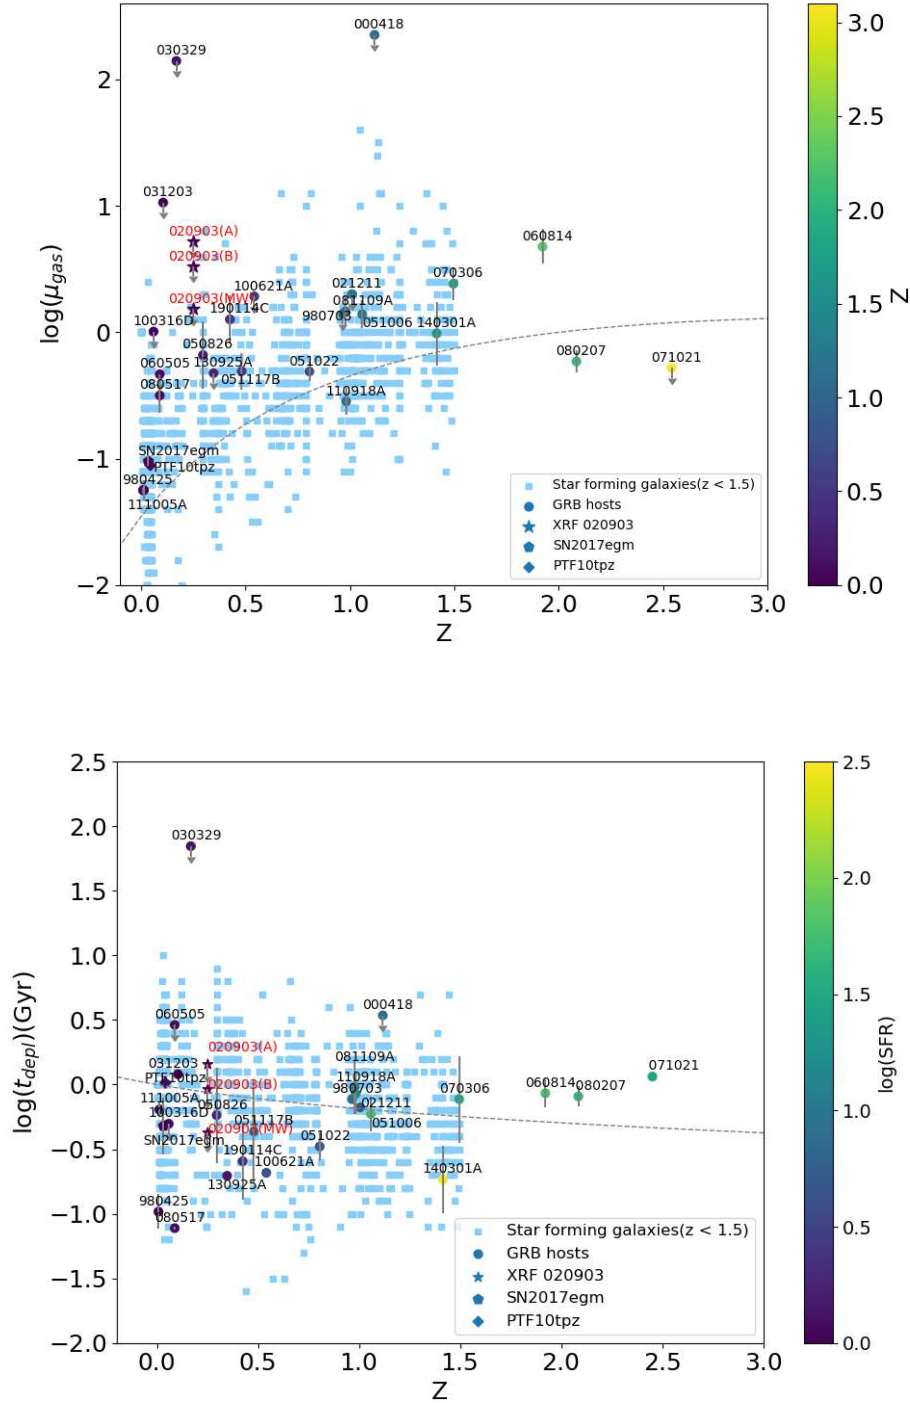 000418
030329
031203
020903(A)
020903(B)
020903(MW)
100316D
190114C
100621A
021211
081109A
980703
051006
140301A
070306
060814
050826
060505
130925A
080517
051117B
051022
110918A
080207
071021
SN2017egm
PTF10tpz
980425
111005A
log(μgas)
2
1
0
−1
−2
0.0 0.5 1.0 1.5 2.0 2.5 3.0
Z
Star forming galaxies(z < 1.5)
GRB hosts
XRF 020903
SN2017egm
PTF10tpz
3.0
2.5
2.0
1.5
1.0
0.5
0.0
Z
030329
060505
000418
020903(A)
031203
081109A
PTF10tpz
020903(B)
110918A
980703
070306
060814
080207
071021
111005A
100316D
050826
021211
051117B
051006
020903(MW)
SN2017egm
051022
190114C
100621A
130925A
140301A
980425
080517
log(tdepl)(Gyr)
2.5
2.0
1.5
1.0
0.5
0.0
−0.5
−1.0
−1.5
−2.0
0.0 0.5 1.0 1.5 2.0 2.5 3.0
Z
Star forming galaxies(z < 1.5)
GRB hosts
XRF 020903
SN2017egm
PTF10tpz
2.5
2.0
1.5
1.0
0.5
0.0
log(SFR)